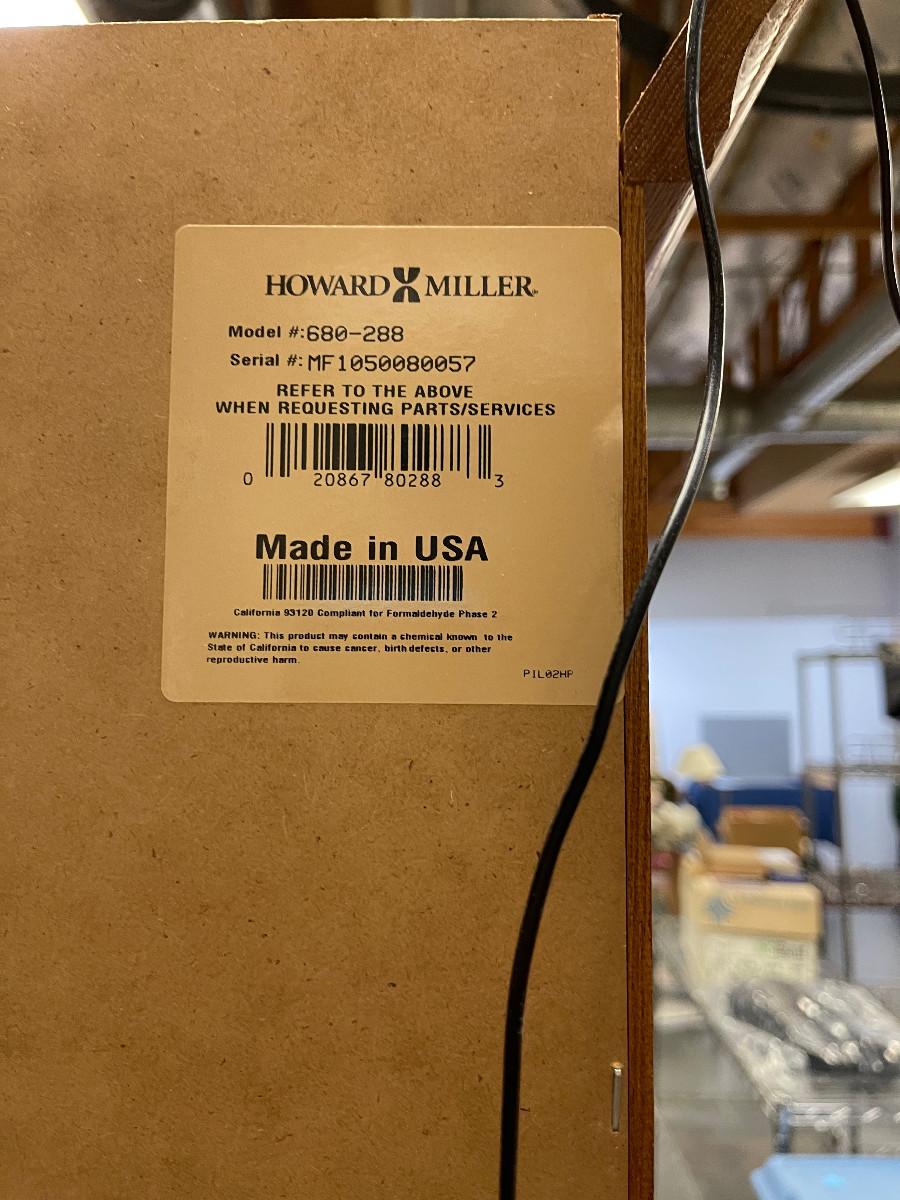 HOWARD MILLER
Model #:680-288
Serial #:MF1050080057
REFER TO THE ABOVE
WHEN REQUESTING PARTS/SERVICES
0 20867 80288 3
Made in USA
California 93120 Compliant for Formaldehyde Phase 2
WARNING: This product may contain a chemical known to the
State of California to cause cancer, birth defects, or other
reproductive harm.
PIL02HP